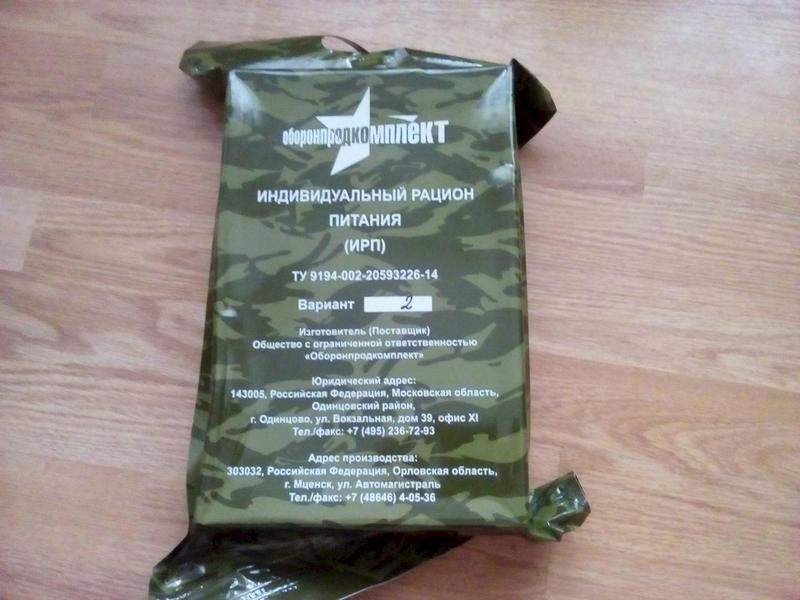 оборонпродкомплект
ИНДИВИДУАЛЬНЫЙ РАЦИОН
ПИТАНИЯ
(ИРП)
ТУ 9194-002-20593226-14
Вариант 2
Изготовитель (Поставщик)
Общество с ограниченной ответственностью
«Оборонпродкомплект»
Юридический адрес:
143005, Российская Федерация, Московская область,
Одинцовский район,
г. Одинцово, ул. Вокзальная, дом 39, офис XI
Тел./факс: +7 (495) 236-72-93
Адрес производства:
303032, Российская Федерация, Орловская область,
г. Мценск, ул. Автомагистраль
Тел./факс: +7 (48646) 4-05-36